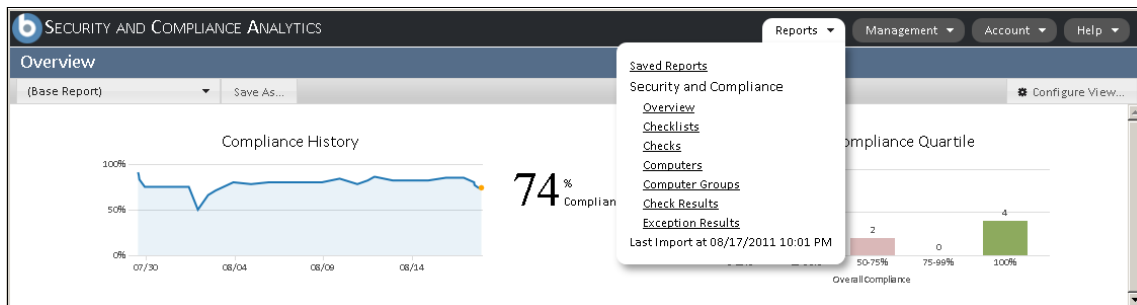 b SECURITY AND COMPLIANCE ANALYTICS
Reports
Management
Account
Help
Overview
(Base Report)
Save As...
Configure View...
Saved Reports
Security and Compliance
Overview
Checklists
Checks
Computers
Computer Groups
Check Results
Exception Results
Last Import at 08/17/2011 10:01 PM
Compliance History
100%
50%
0%
07/30
08/04
08/09
08/14
74 %
Complian
ompliance Quartile
2
0
4
50-75%
75-99%
100%
Overall Compliance